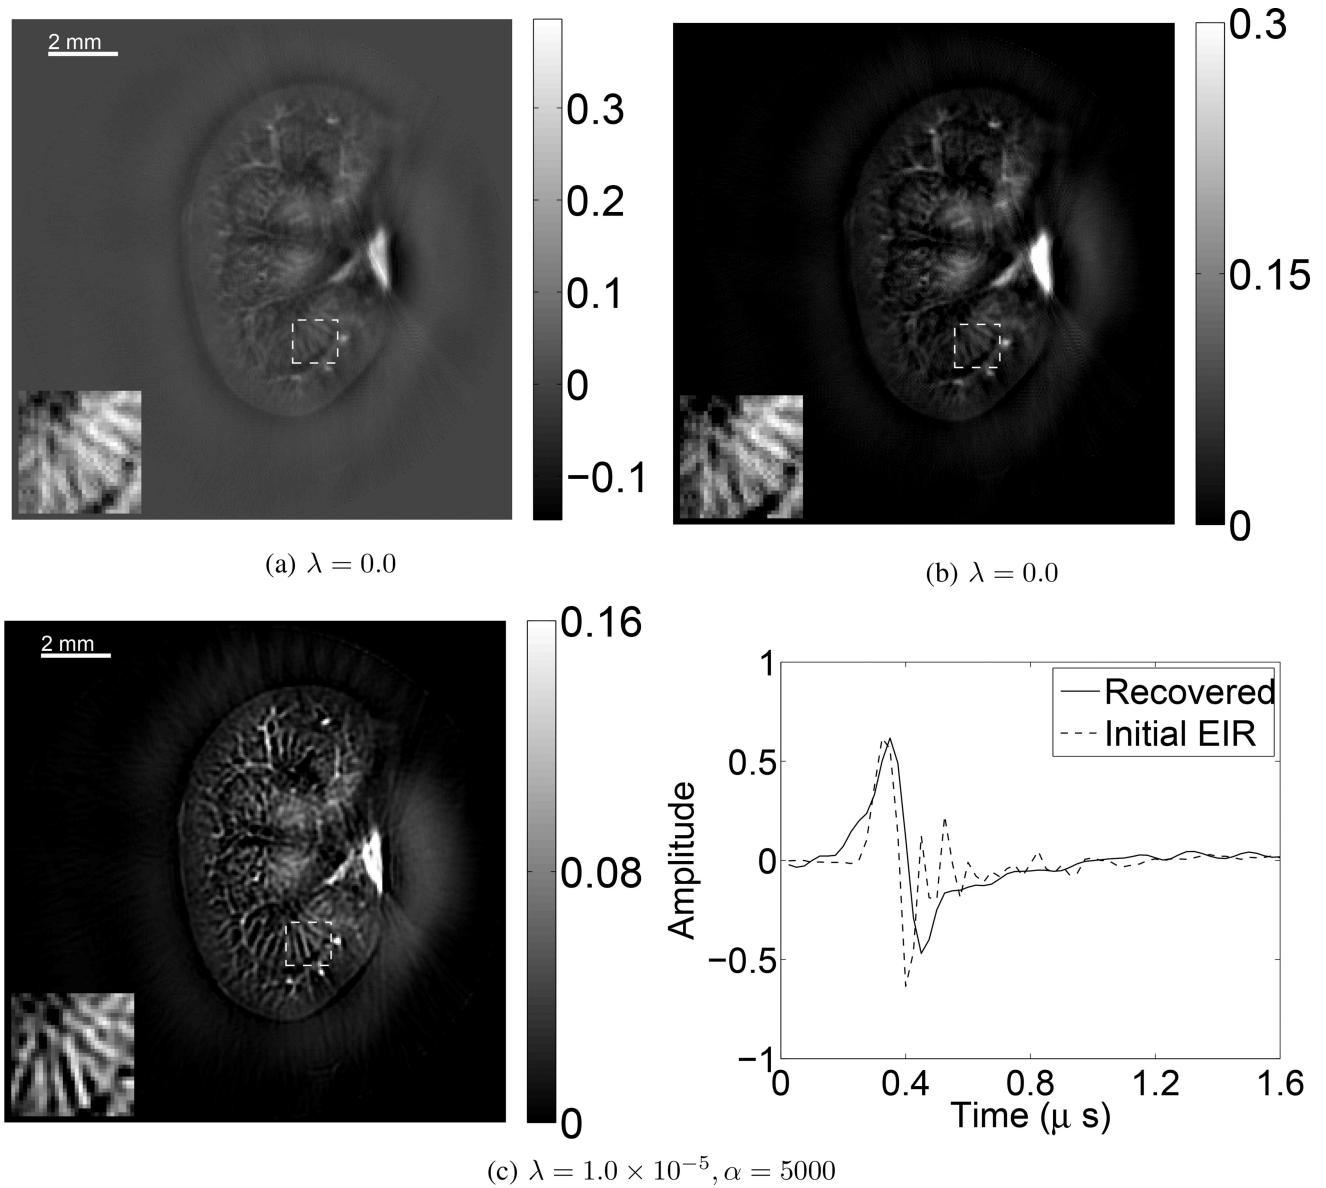 2 mm
0.3
0.2
0.1
0
−0.1
(a) λ = 0.0
0.3
0.15
0
(b) λ = 0.0
2 mm
0.16
0.08
0
1
0.5
0
−0.5
−1
Amplitude
Recovered
Initial EIR
0 0.4 0.8 1.2 1.6
Time (μ s)
(c) λ = 1.0 × 10⁻⁵, α = 5000